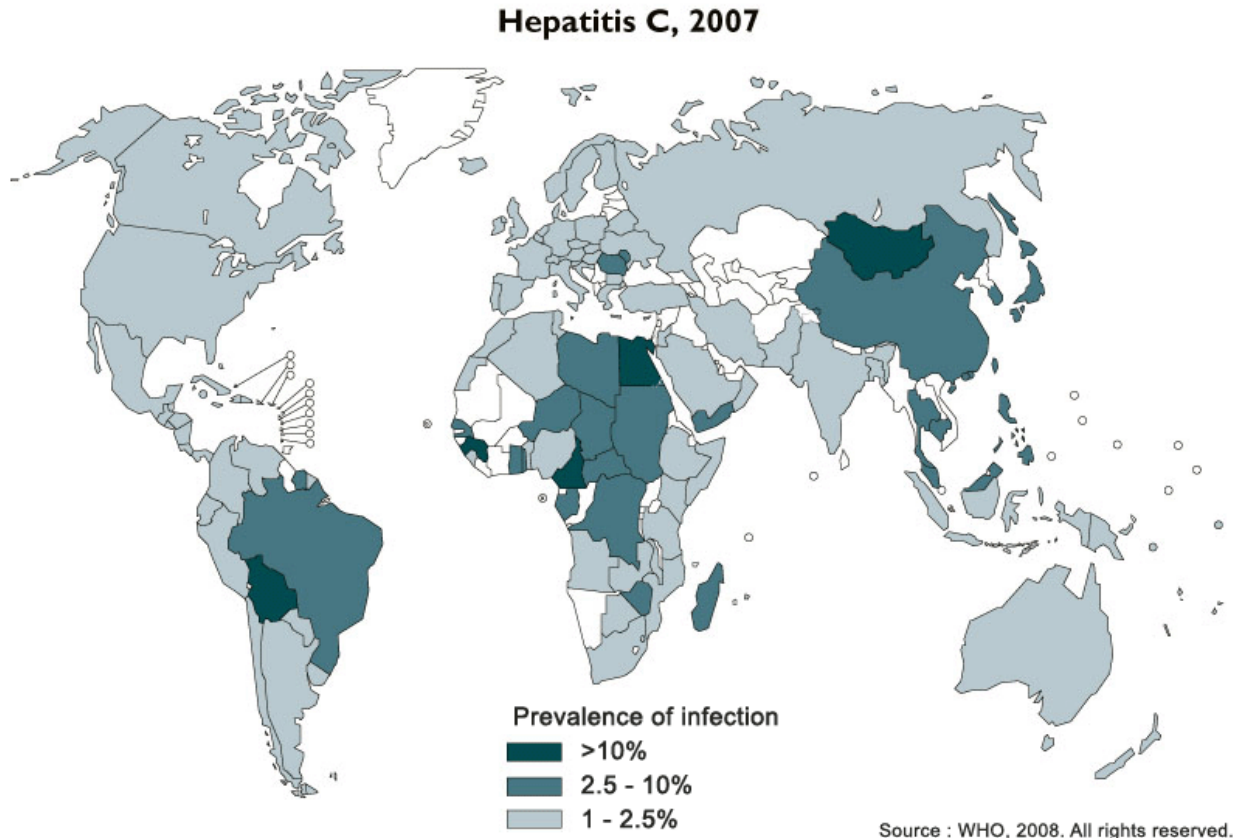 Hepatitis C, 2007
Prevalence of infection
>10%
2.5 - 10%
1 - 2.5%
Source : WHO, 2008. All rights reserved.